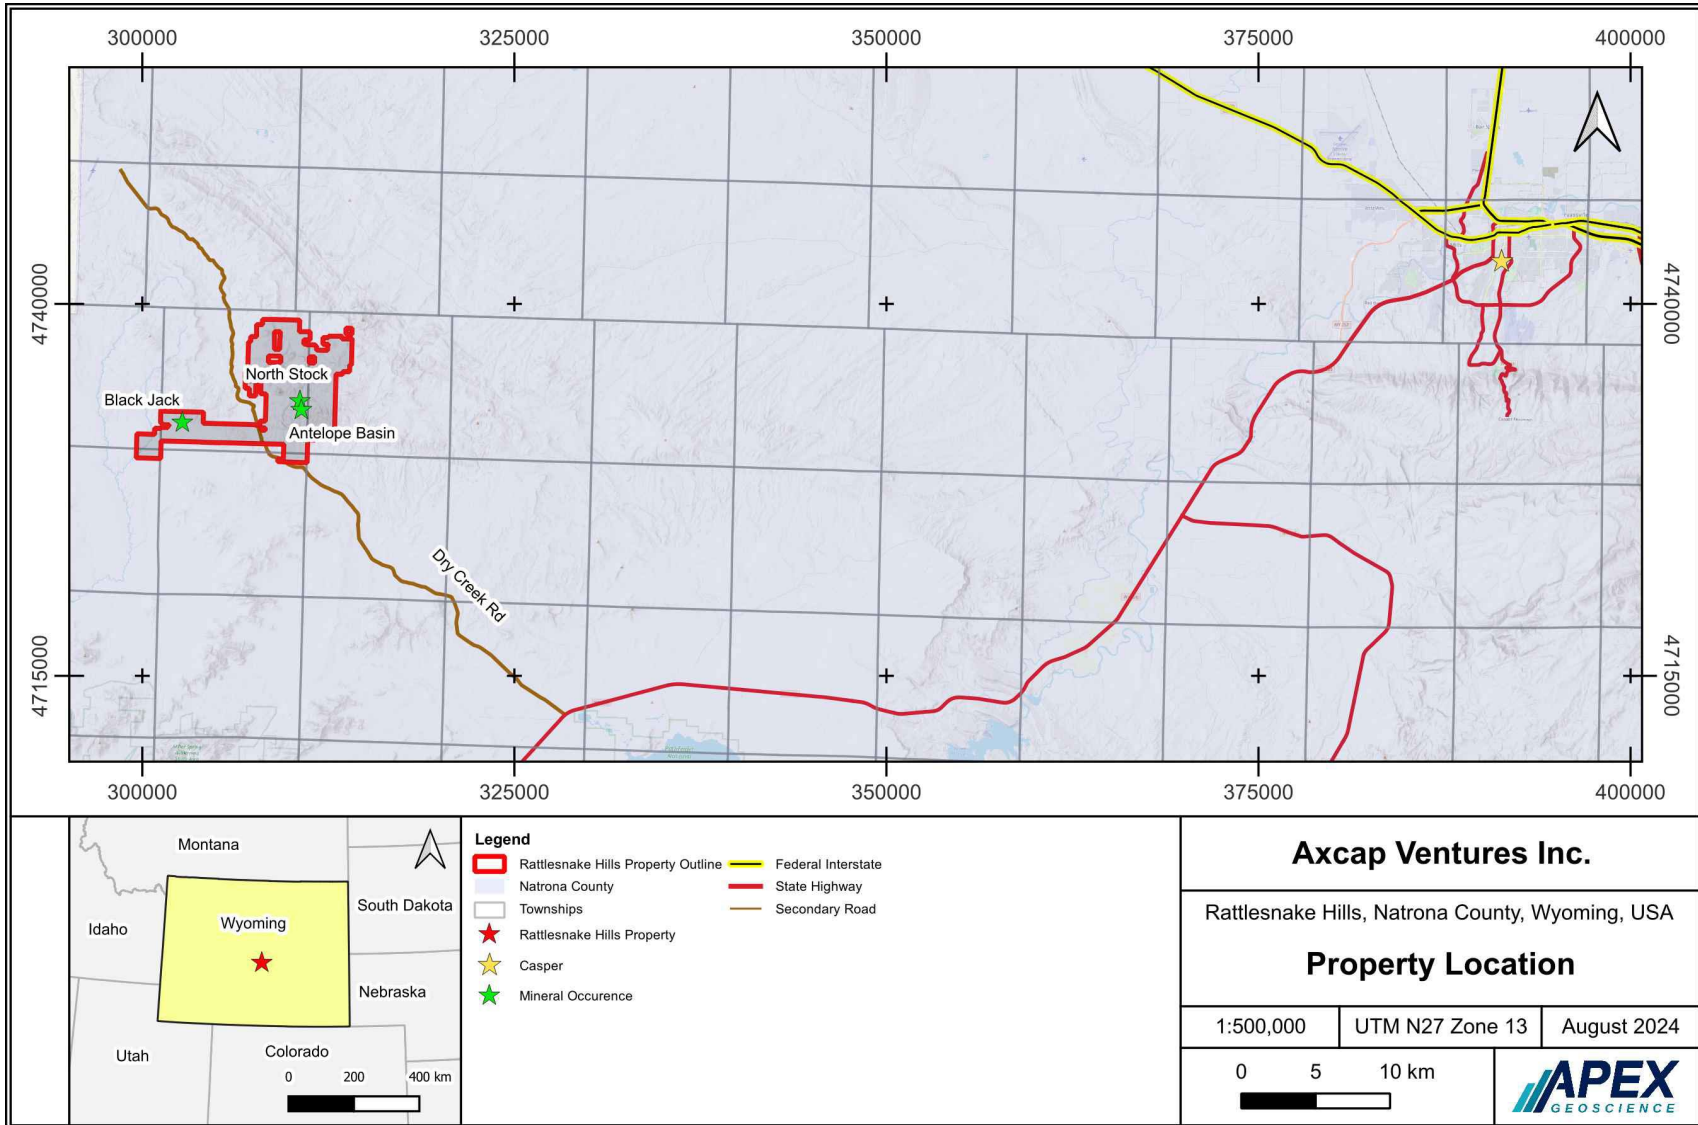 300000
325000
350000
375000
400000
4740000
4740000
North Stock
Black Jack
Antelope Basin
Dry Creek Rd
4715000
4715000
300000
325000
350000
375000
400000
Montana
South Dakota
Idaho
Wyoming
Nebraska
Utah
Colorado
0 200 400 km
Legend
Rattlesnake Hills Property Outline
Natrona County
Townships
Rattlesnake Hills Property
Casper
Mineral Occurence
Federal Interstate
State Highway
Secondary Road
Axcap Ventures Inc.
Rattlesnake Hills, Natrona County, Wyoming, USA
Property Location
1:500,000
UTM N27 Zone 13
August 2024
0 5 10 km
APEX
GEOSCIENCE